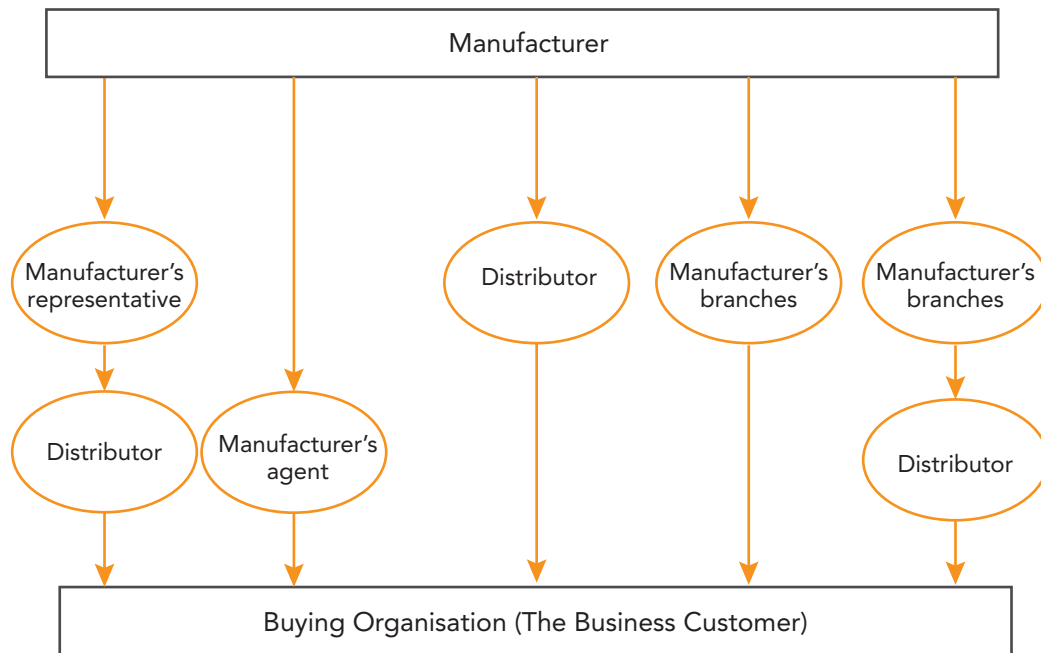 Manufacturer
Manufacturer’s
representative
Distributor
Manufacturer’s
agent
Distributor
Manufacturer’s
branches
Manufacturer’s
branches
Distributor
Buying Organisation (The Business Customer)